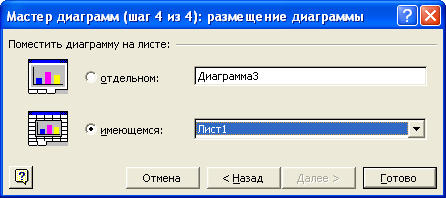 Мастер диаграмм (шаг 4 из 4): размещение диаграммы
Поместить диаграмму на листе:
отдельном: Диаграмма3
имеющемся: Лист1
? Отмена < Назад Далее > Готово